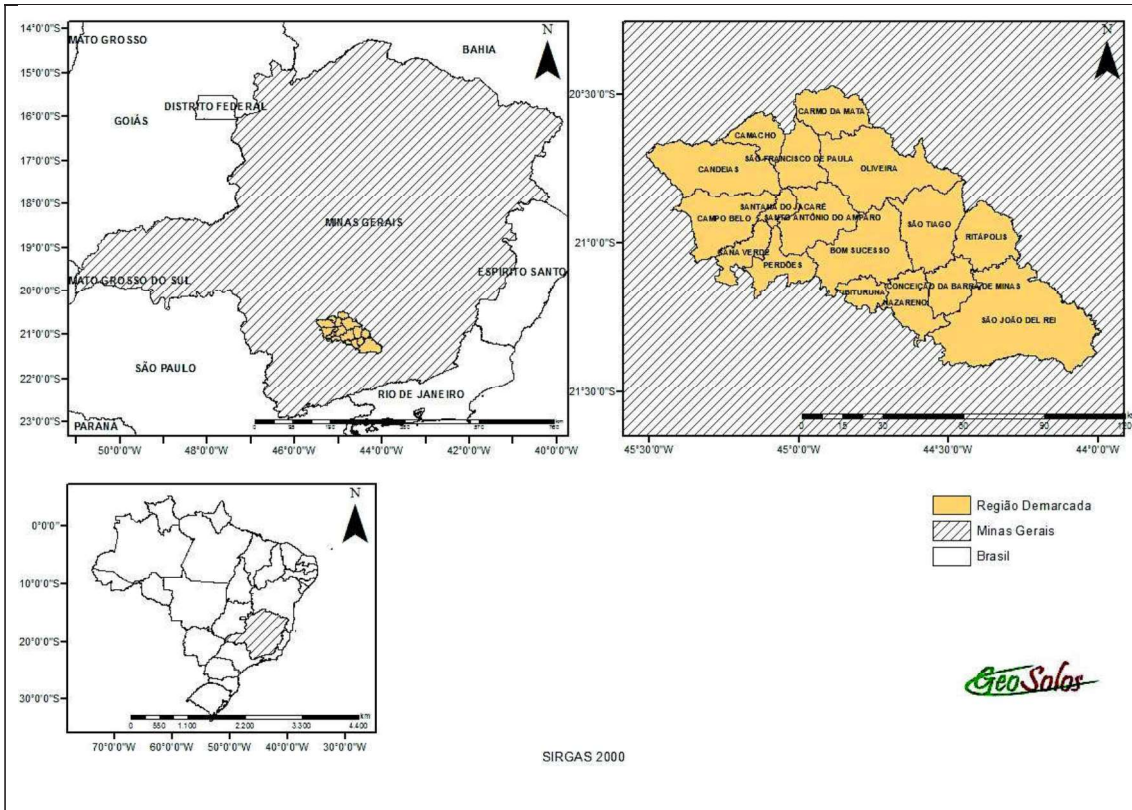 N
14°0'0"S
15°0'0"S
16°0'0"S
17°0'0"S
18°0'0"S
19°0'0"S
20°0'0"S
21°0'0"S
22°0'0"S
23°0'0"S
MATO GROSSO
BAHIA
DISTRITO FEDERAL
GOIÁS
MINAS GERAIS
ESPIRITO SANTO
MATO GROSSO DO SUL
SÃO PAULO
RIO DE JANEIRO
PARANÁ
50°0'0"W 48°0'0"W 46°0'0"W 44°0'0"W 42°0'0"W 40°0'0"W
N
20°30'0"S
21°0'0"S
21°30'0"S
CARMO DA MATA
CAMACHO
SÃO FRANCISCO DE PAULA
CANDEIAS
OLIVEIRA
SANTANA DO JACARÉ
CAMPO BELO
SANTO ANTÔNIO DO AMPARO
SÃO TIAGO
RITÁPOLIS
BOM SUCESSO
CANA VERDE
PERDÕES
CONCEIÇÃO DA BARRA DE MINAS
IBITURUNA
NAZARENO
SÃO JOÃO DEL REI
0 15 30 60 90 120
45°30'0"W 45°0'0"W 44°30'0"W 44°0'0"W
N
0°0'0"
10°0'0"S
20°0'0"S
30°0'0"S
0 550 1.100 2.200 3.300 4.400
km
70°0'0"W 60°0'0"W 50°0'0"W 40°0'0"W 30°0'0"W
Região Demarcada
Minas Gerais
Brasil
GeoSolos
SIRGAS 2000